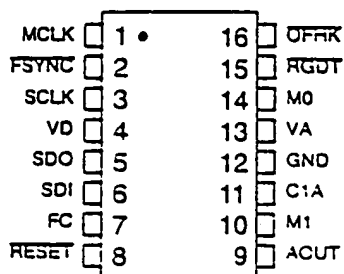 MCLK 1 16 OFHK
FSYNC 2 15 RGDT
SCLK 3 14 M0
VD 4 13 VA
SDO 5 12 GND
SDI 6 11 C1A
FC 7 10 M1
RESET 8 9 AOUT